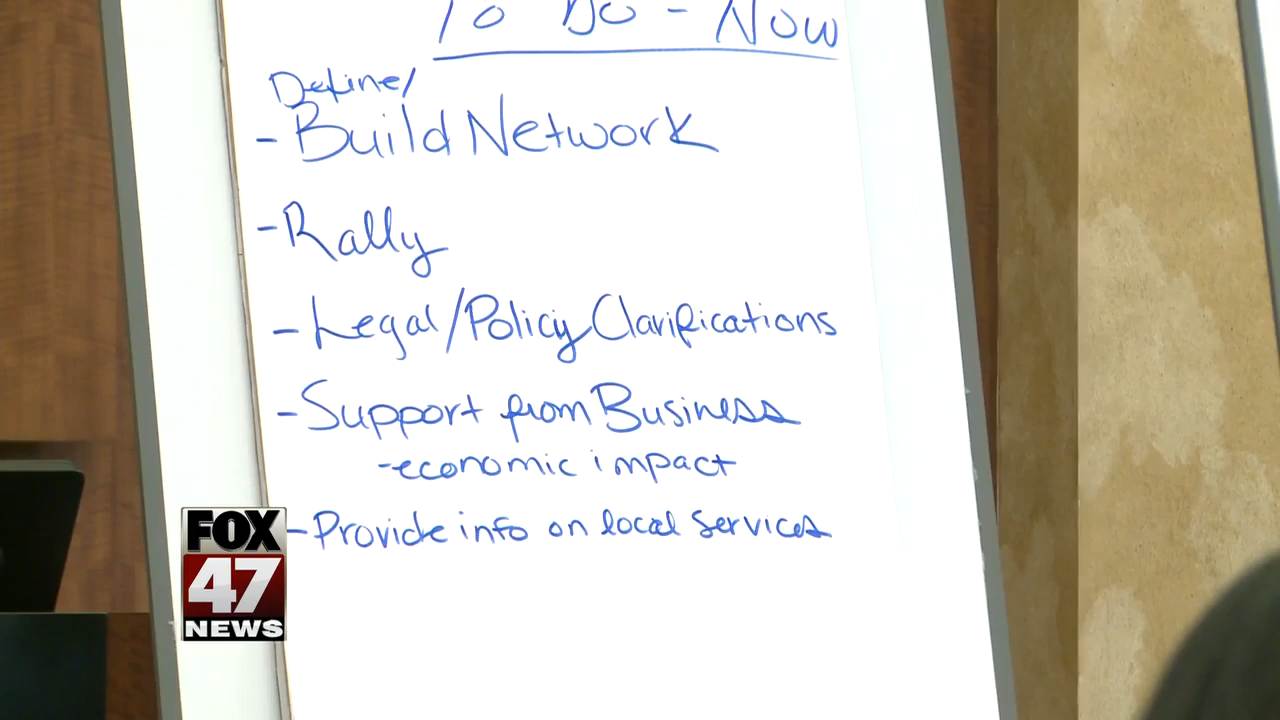 To Do - Now
Define/
- Build Network
- Rally
- Legal/Policy Clarifications
- Support from Business
- economic impact
- Provide info on local services
FOX
47
NEWS